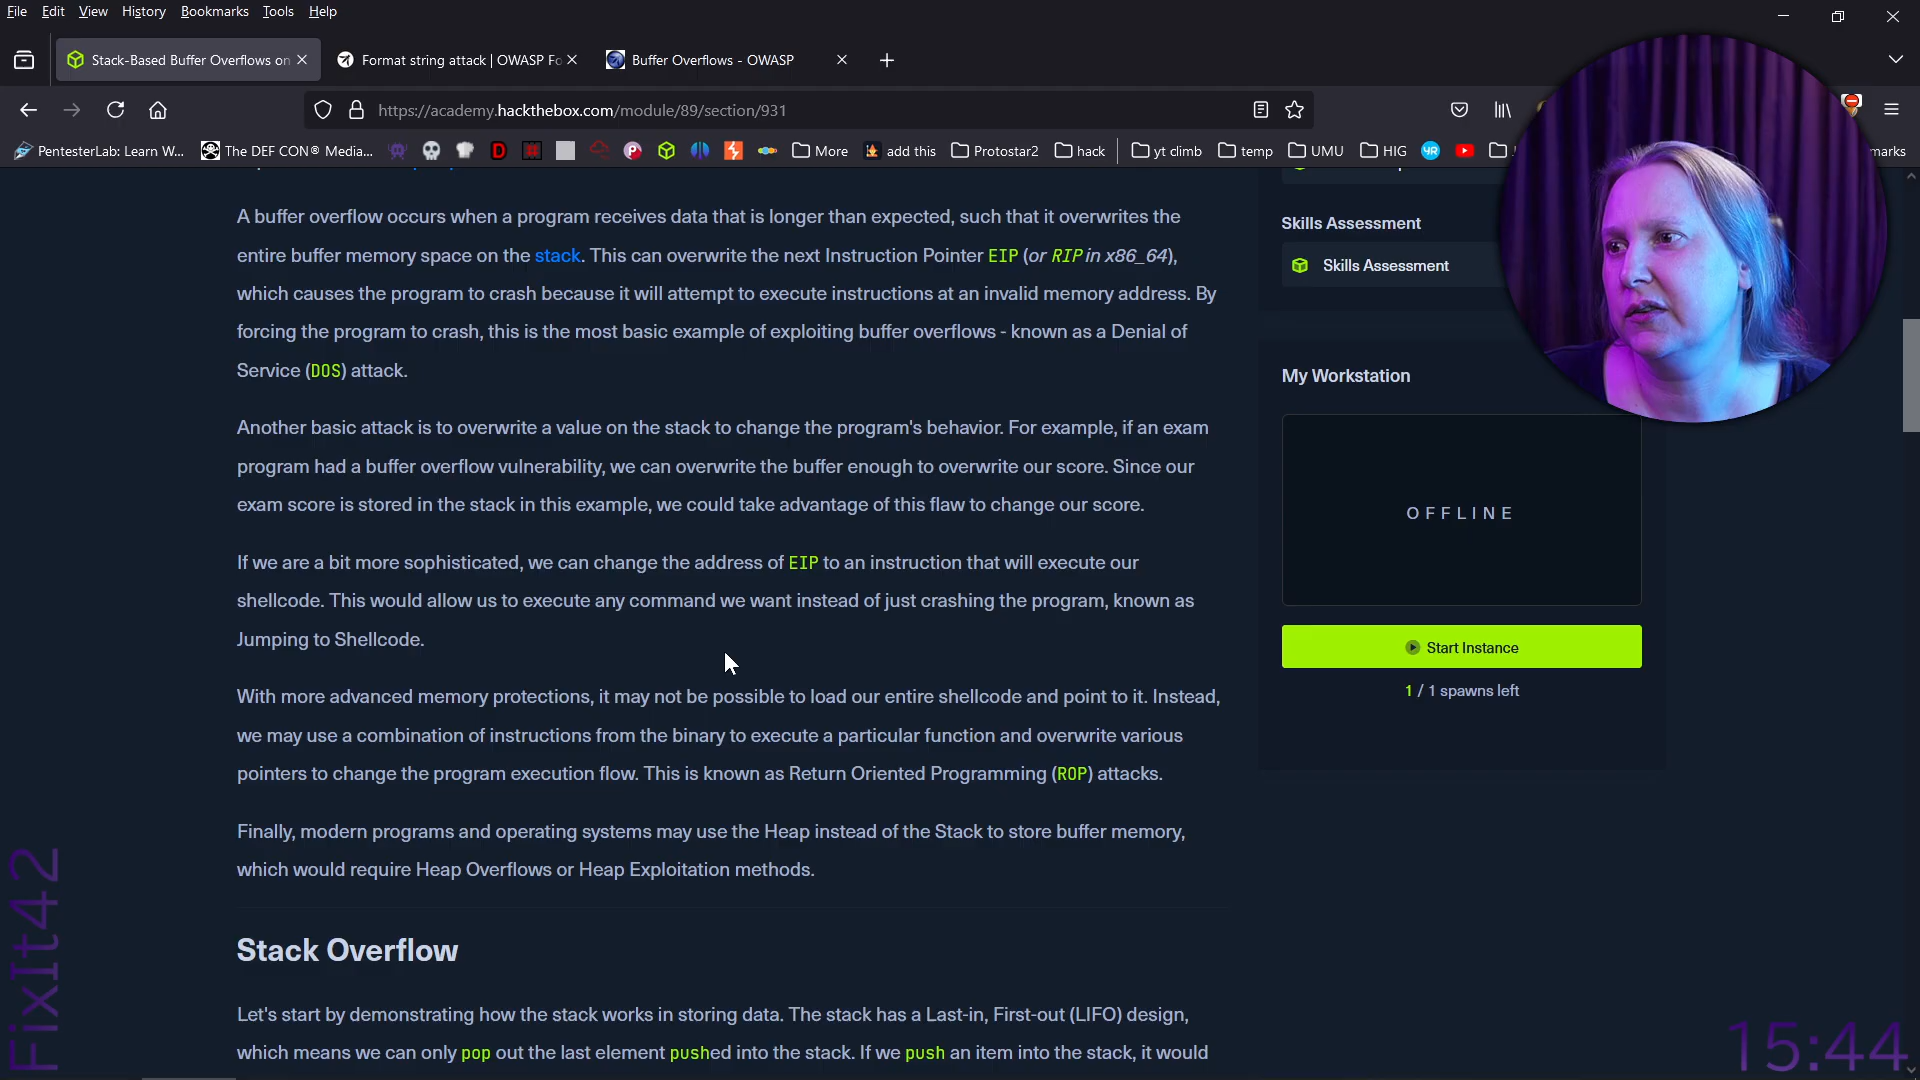 File Edit View History Bookmarks Tools Help
Stack-Based Buffer Overflows on
Format string attack | OWASP Fo
Buffer Overflows - OWASP
https://academy.hackthebox.com/module/89/section/931
PentesterLab: Learn W...
The DEF CON® Media...
More
add this
Protostar2
hack
yt climb
temp
UMU
HIG
marks
A buffer overflow occurs when a program receives data that is longer than expected, such that it overwrites the
entire buffer memory space on the stack. This can overwrite the next Instruction Pointer EIP (or RIP in x86_64),
which causes the program to crash because it will attempt to execute instructions at an invalid memory address. By
forcing the program to crash, this is the most basic example of exploiting buffer overflows - known as a Denial of
Service (DOS) attack.
Another basic attack is to overwrite a value on the stack to change the program's behavior. For example, if an exam
program had a buffer overflow vulnerability, we can overwrite the buffer enough to overwrite our score. Since our
exam score is stored in the stack in this example, we could take advantage of this flaw to change our score.
If we are a bit more sophisticated, we can change the address of EIP to an instruction that will execute our
shellcode. This would allow us to execute any command we want instead of just crashing the program, known as
Jumping to Shellcode.
With more advanced memory protections, it may not be possible to load our entire shellcode and point to it. Instead,
we may use a combination of instructions from the binary to execute a particular function and overwrite various
pointers to change the program execution flow. This is known as Return Oriented Programming (ROP) attacks.
Finally, modern programs and operating systems may use the Heap instead of the Stack to store buffer memory,
which would require Heap Overflows or Heap Exploitation methods.
Stack Overflow
Let's start by demonstrating how the stack works in storing data. The stack has a Last-in, First-out (LIFO) design,
which means we can only pop out the last element pushed into the stack. If we push an item into the stack, it would
Skills Assessment
Skills Assessment
My Workstation
OFFLINE
Start Instance
1 / 1 spawns left
FixIt42
15:44